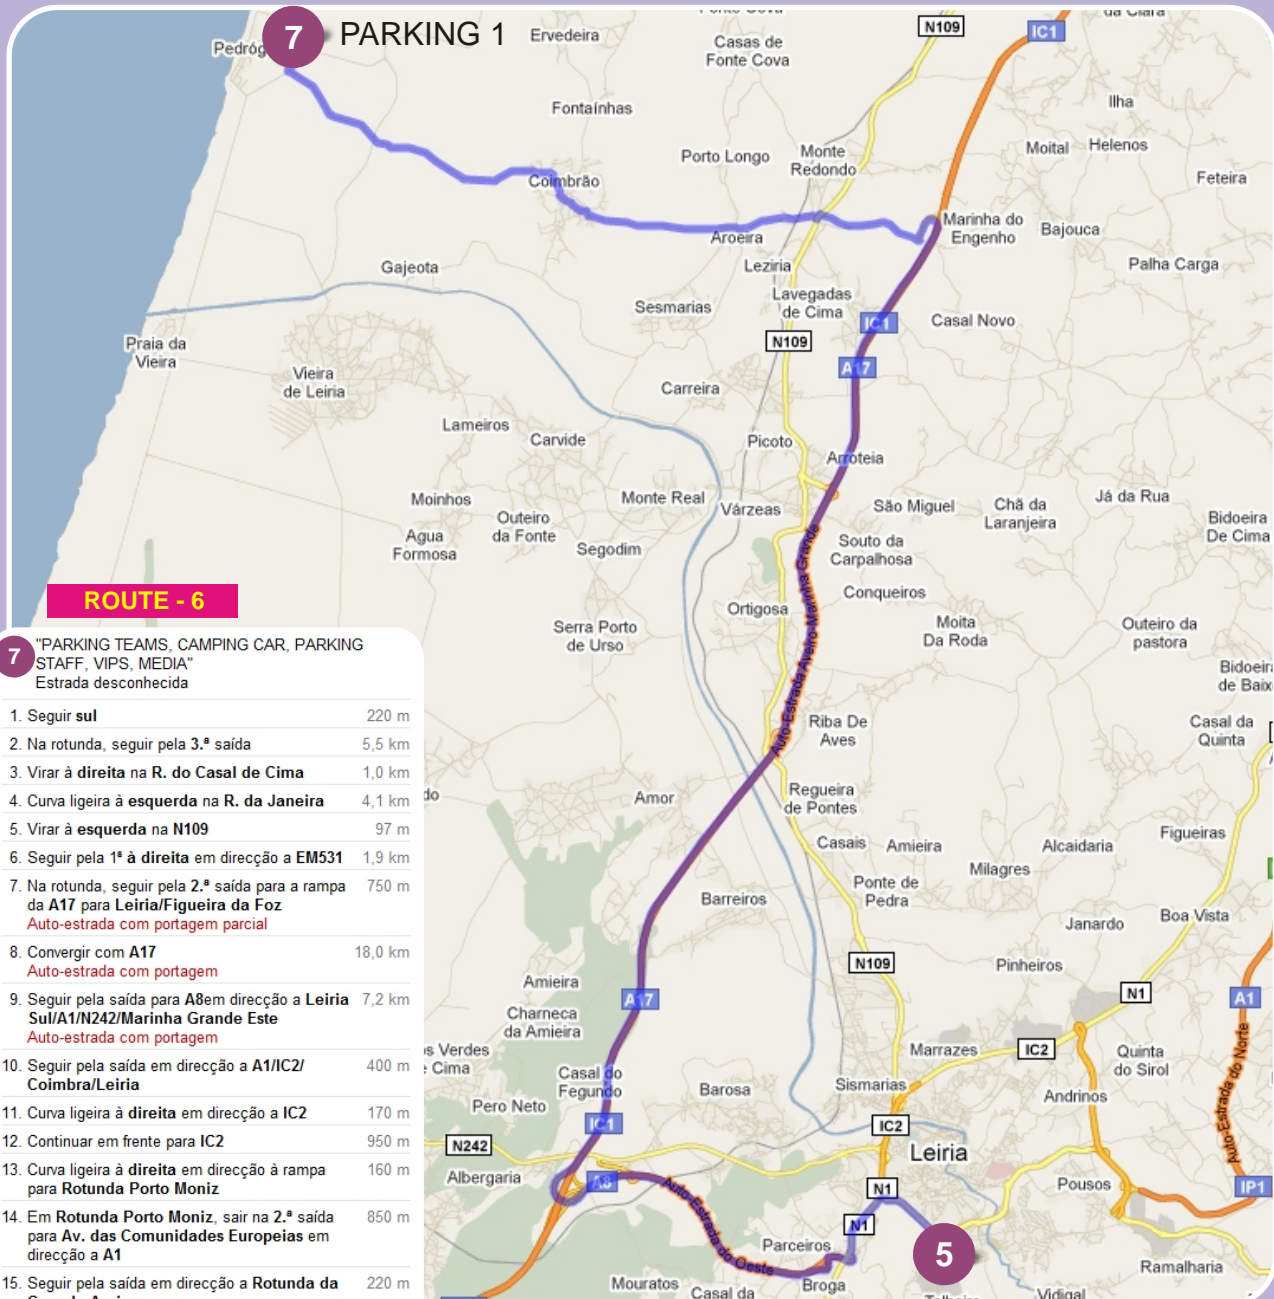 7 PARKING 1
Ervedeira
N109
IC1
Casas de
Fonte Cova
Fontaínhas
Ilha
Porto Longo
Monte
Redondo
Moital
Helenos
Feteira
Coimbrão
Aroeira
Marinha do
Engenho
Bajouca
Gajeota
Leziria
Palha Carga
Sesmarias
Lavegadas
de Cima
IC1
Casal Novo
Praia da
Vieira
N109
A17
Vieira
de Leiria
Carreira
Lameiros
Carvide
Picoto
Arroteia
Moinhos
Monte Real
Várzeas
São Miguel
Chã da
Laranjeira
Já da Rua
Outeiro
da Fonte
Agua
Formosa
Segodim
Souto da
Carpalhosa
Bidoeira
De Cima
Auto-Estrada Aveiro-Marinha Grande
Conqueiros
Ortigosa
Serra Porto
de Urso
Moita
Da Roda
Outeiro da
pastora
Riba De
Aves
Casal da
Quinta
Amor
Regueira
de Pontes
Casais
Amieira
Alcaidaria
Figueiras
Milagres
Ponte de
Pedra
Barreiros
Janardo
Boa Vista
N109
Pinheiros
Amieira
A17
N1
A1
Charneca
da Amieira
Marrazes
IC2
Quinta
do Sirol
Casal do
Fegundo
Barosa
Sismarias
Andrinos
Auto-Estrada do Norte
Pero Neto
IC1
IC2
N242
Leiria
Albergaria
A8
N1
Pousos
IP1
Auto-Estrada do Oeste
N1
Parceiros
5
Ramalharia
Mouratos
Broga
Casal da
Vidigal
ROUTE - 6
7 "PARKING TEAMS, CAMPING CAR, PARKING
STAFF, VIPS, MEDIA"
Estrada desconhecida
1. Seguir sul 220 m
2. Na rotunda, seguir pela 3.ª saída 5,5 km
3. Virar à direita na R. do Casal de Cima 1,0 km
4. Curva ligeira à esquerda na R. da Janeira 4,1 km
5. Virar à esquerda na N109 97 m
6. Seguir pela 1ª à direita em direcção a EM531 1,9 km
7. Na rotunda, seguir pela 2.ª saída para a rampa 750 m
da A17 para Leiria/Figueira da Foz
Auto-estrada com portagem parcial
8. Convergir com A17 18,0 km
Auto-estrada com portagem
9. Seguir pela saída para A8em direcção a Leiria 7,2 km
Sul/A1/N242/Marinha Grande Este
Auto-estrada com portagem
10. Seguir pela saída em direcção a A1/IC2/ 400 m
Coimbra/Leiria
11. Curva ligeira à direita em direcção a IC2 170 m
12. Continuar em frente para IC2 950 m
13. Curva ligeira à direita em direcção à rampa 160 m
para Rotunda Porto Moniz
14. Em Rotunda Porto Moniz, sair na 2.ª saída 850 m
para Av. das Comunidades Europeias em
direcção a A1
15. Seguir pela saída em direcção a Rotunda da 220 m